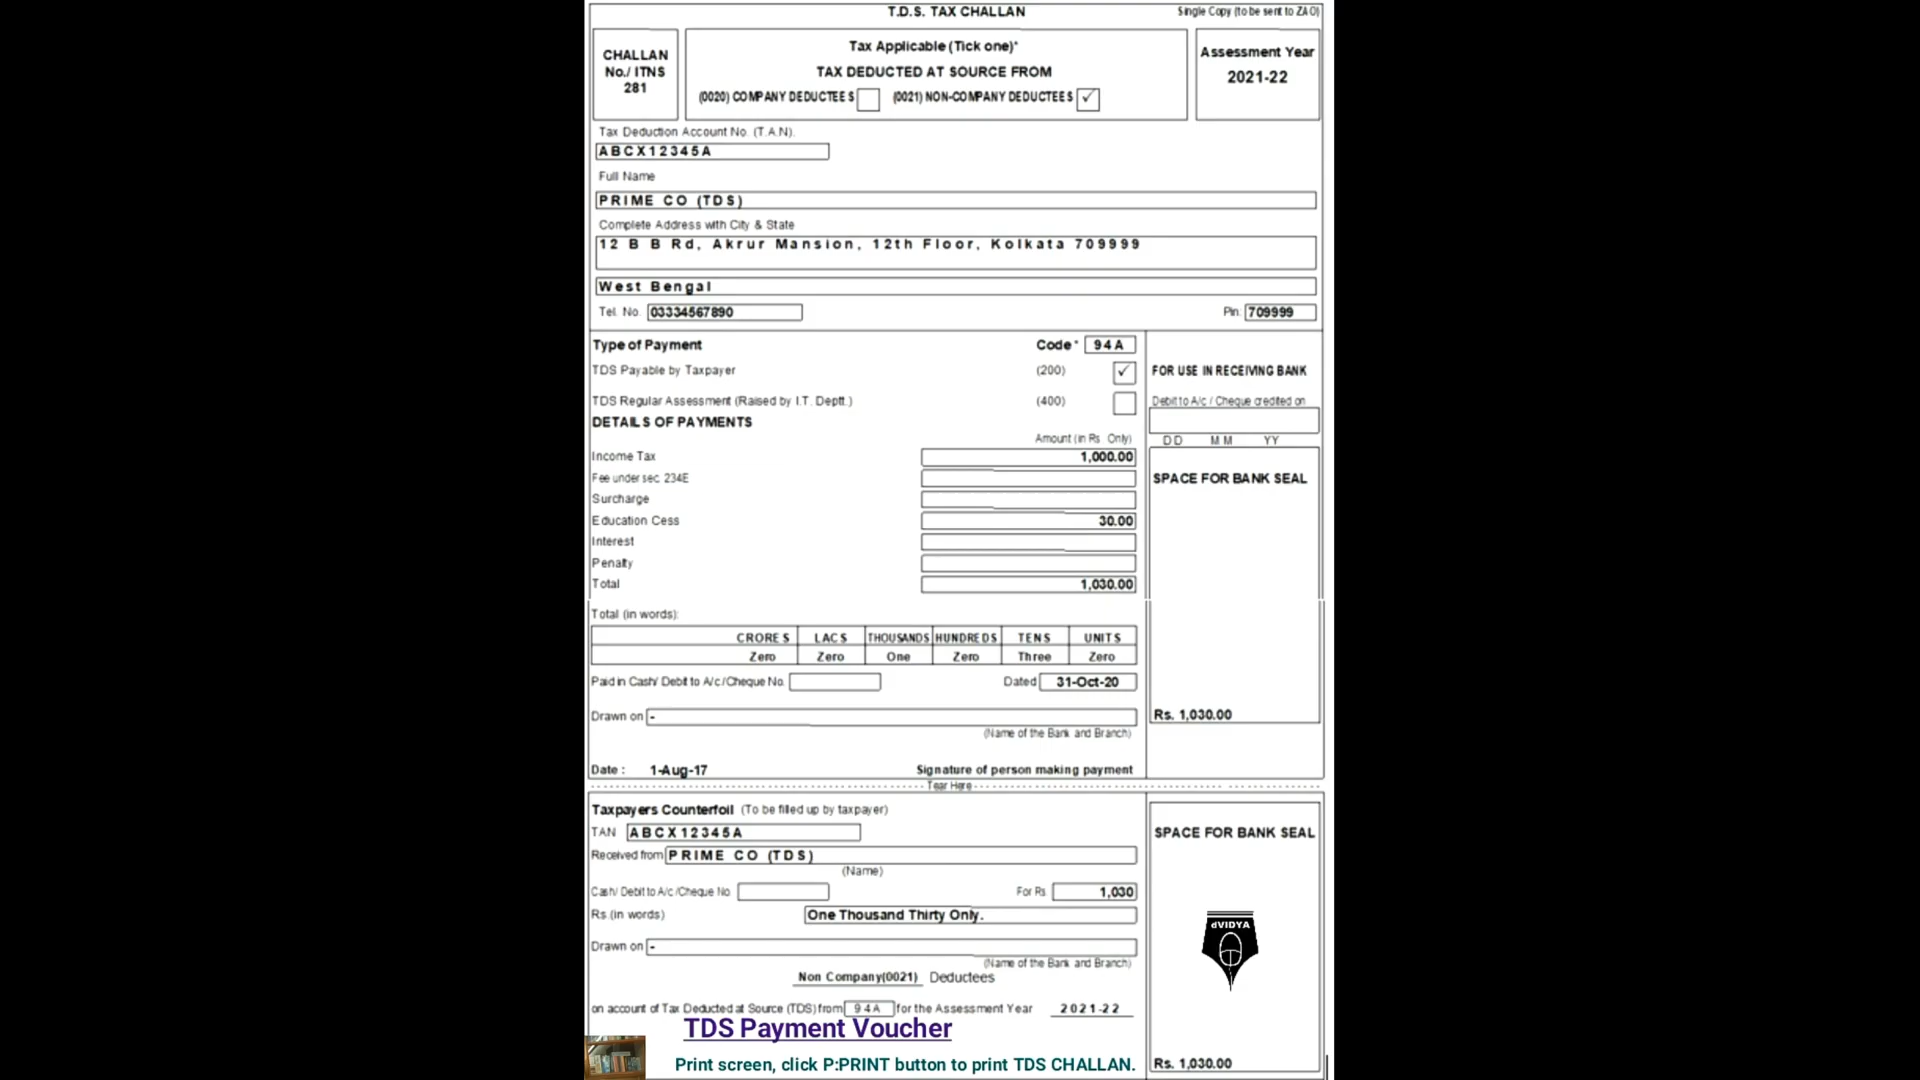 T.D.S. TAX CHALLAN
Single Copy (to be sent to ZAO)
CHALLAN
No./ ITNS
281
Tax Applicable (Tick one)*
TAX DEDUCTED AT SOURCE FROM
(0020) COMPANY DEDUCTEES (0021) NON-COMPANY DEDUCTEES ✓
Assessment Year
2021-22
Tax Deduction Account No. (T.A.N).
ABCX12345A
Full Name
PRIME CO (TDS)
Complete Address with City & State
12 B B Rd, Akrur Mansion, 12th Floor, Kolkata 709999
West Bengal
Tel. No. 03334567890
Pin: 709999
Type of Payment Code* 94A
TDS Payable by Taxpayer (200) ✓
TDS Regular Assessment (Raised by I.T. Deptt.) (400)
DETAILS OF PAYMENTS
Amount (in Rs. Only)
Income Tax 1,000.00
Fee under sec. 234E
Surcharge
Education Cess 30.00
Interest
Penalty
Total 1,030.00
FOR USE IN RECEIVING BANK
Debit to A/c / Cheque credited on
DD MM YY
SPACE FOR BANK SEAL
Total (in words):
CRORES LACS THOUSANDS HUNDREDS TENS UNITS
Zero Zero One Zero Three Zero
Paid in Cash/ Debit to A/c /Cheque No. Dated 31-Oct-20
Drawn on -
(Name of the Bank and Branch)
Rs. 1,030.00
Date : 1-Aug-17 Signature of person making payment
Tear Here
Taxpayers Counterfoil (To be filled up by taxpayer)
TAN ABCX12345A
Received from PRIME CO (TDS)
(Name)
Cash/ Debit to A/c /Cheque No. For Rs. 1,030
Rs.(in words) One Thousand Thirty Only.
Drawn on -
(Name of the Bank and Branch)
Non Company(0021) Deductees
on account of Tax Deducted at Source (TDS) from 94A for the Assessment Year 2021-22
SPACE FOR BANK SEAL
dVIDYA
Rs. 1,030.00
TDS Payment Voucher
Print screen, click P:PRINT button to print TDS CHALLAN.